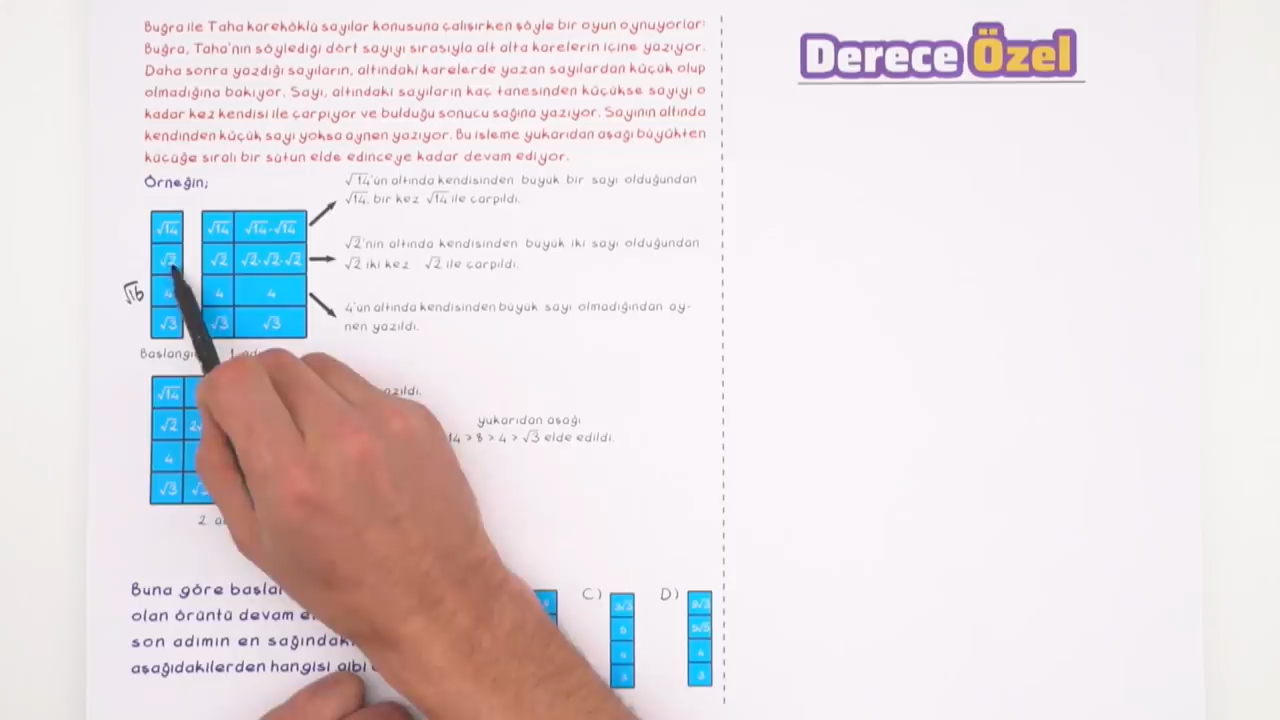 Buğra ile Taha kareköklü sayılar konusuna çalışırken şöyle bir oyun oynuyorlar:
Buğra, Taha'nın söylediği dört sayıyı sırasıyla alt alta karelerin içine yazıyor.
Daha sonra yazdığı sayıların, altındaki karelerde yazan sayılardan küçük olup
olmadığına bakıyor. Sayı, altındaki sayıların kaç tanesinden küçükse sayıyı o
kadar kez kendisi ile çarpıyor ve bulduğu sonucu sağına yazıyor. Sayının altında
kendinden küçük sayı yoksa aynen yazıyor. Bu işleme yukarıdan aşağı büyükten
küçüğe sıralı bir sütun elde edinceye kadar devam ediyor.
Örneğin;
√14'ün altında kendisinden büyük bir sayı olduğundan
√14, bir kez √14 ile çarpıldı.
√14 √14 √14·√14
√2 √2 √2·√2·√2
√2'nin altında kendisinden büyük iki sayı olduğundan
√2 iki kez √2 ile çarpıldı.
√16 4 4 4
√3 √3 √3
4'ün altında kendisinden büyük sayı olmadığından ay-
nen yazıldı.
√14
√2
4
√3
yukarıdan aşağı
14 > 8 > 4 > √3 elde edildi.
Buna göre
olan örüntü devam
son adımın en sağındaki
aşağıdakilerden hangisi gibi
C)
5
4
3
D)
4
3
Derece Özel